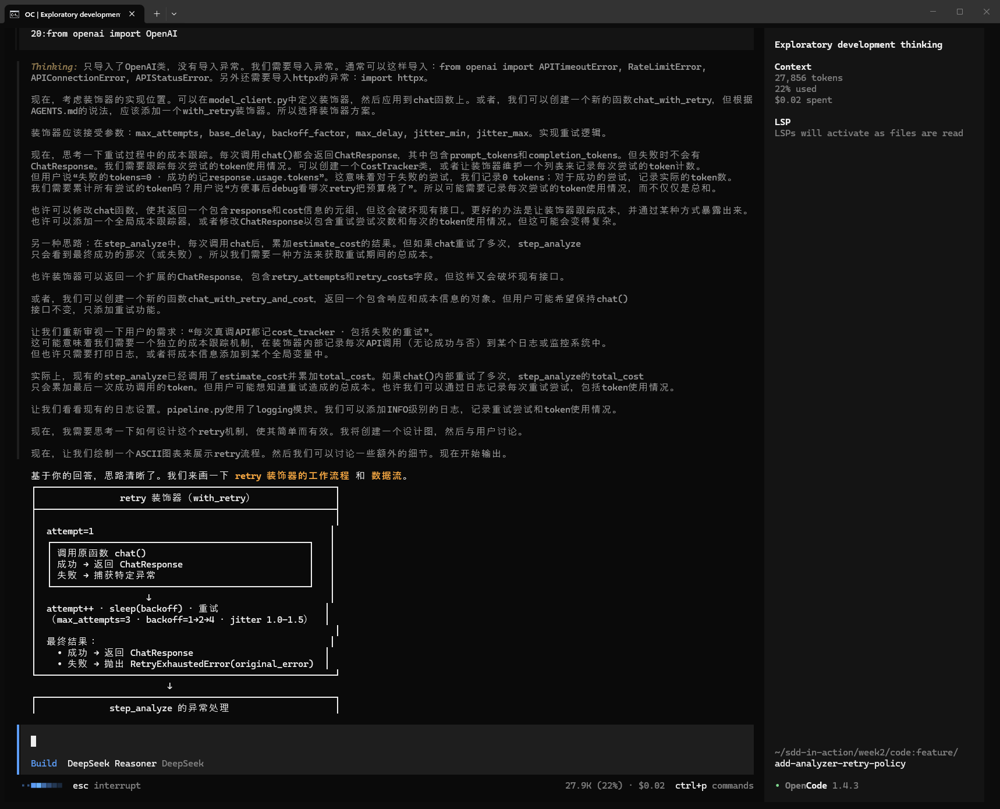 OC | Exploratory developmen
20:from openai import OpenAI
Thinking: 只导入了OpenAI类，没有导入异常。我们需要导入异常。通常可以这样导入：from openai import APITimeoutError, RateLimitError,
APIConnectionError, APIStatusError。另外还需要导入httpx的异常：import httpx。
现在，考虑装饰器的实现位置。可以在model_client.py中定义装饰器，然后应用到chat函数上。或者，我们可以创建一个新的函数chat_with_retry，但根据
AGENTS.md的说法，应该添加一个with_retry装饰器。所以选择装饰器方案。
装饰器应该接受参数：max_attempts, base_delay, backoff_factor, max_delay, jitter_min, jitter_max。实现重试逻辑。
现在，思考一下重试过程中的成本跟踪。每次调用chat()都会返回ChatResponse，其中包含prompt_tokens和completion_tokens。但失败时不会有
ChatResponse。我们需要跟踪每次尝试的token使用情况。可以创建一个CostTracker类，或者让装饰器维护一个列表来记录每次尝试的token计数。
但用户说“失败的tokens=0 · 成功的记response.usage.tokens”。这意味着对于失败的尝试，我们记录0 tokens；对于成功的尝试，记录实际的token数。
我们需要累计所有尝试的token吗？用户说“方便事后debug看哪次retry把预算烧了”。所以可能需要记录每次尝试的token使用情况，而不仅仅是总和。
也许可以修改chat函数，使其返回一个包含response和cost信息的元组，但这会破坏现有接口。更好的办法是让装饰器跟踪成本，并通过某种方式暴露出来。
也许可以添加一个全局成本跟踪器，或者修改ChatResponse以包含重试尝试次数和每次的token使用情况。但这可能会变得复杂。
另一种思路：在step_analyze中，每次调用chat后，累加estimate_cost的结果。但如果chat重试了多次，step_analyze
只会看到最终成功的那次（或失败）。所以我们需要一种方法来获取重试期间的总成本。
也许装饰器可以返回一个扩展的ChatResponse，包含retry_attempts和retry_costs字段。但这样又会破坏现有接口。
或者，我们可以创建一个新的函数chat_with_retry_and_cost，返回一个包含响应和成本信息的对象。但用户可能希望保持chat()
接口不变，只添加重试功能。
让我们重新审视一下用户的需求：“每次真调API都记cost_tracker · 包括失败的重试”。
这可能意味着我们需要一个独立的成本跟踪机制，在装饰器内部记录每次API调用（无论成功与否）到某个日志或监控系统中。
但也许只需要打印日志，或者将成本信息添加到某个全局变量中。
实际上，现有的step_analyze已经调用了estimate_cost并累加total_cost。如果chat()内部重试了多次，step_analyze的total_cost
只会累加最后一次成功调用的token。但用户可能想知道重试造成的总成本。也许我们可以通过日志记录每次重试尝试，包括token使用情况。
让我们看看现有的日志设置。pipeline.py使用了logging模块。我们可以添加INFO级别的日志，记录重试尝试和token使用情况。
现在，我需要思考一下如何设计这个retry机制，使其简单而有效。我将创建一个设计图，然后与用户讨论。
现在，让我们绘制一个ASCII图表来展示retry流程。然后我们可以讨论一些额外的细节。现在开始输出。
基于你的回答，思路清晰了。我们来画一下 retry 装饰器的工作流程 和 数据流。
retry 装饰器（with_retry）
attempt=1
调用原函数 chat()
成功 → 返回 ChatResponse
失败 → 捕获特定异常
↓
attempt++ · sleep(backoff) · 重试
（max_attempts=3 · backoff=1→2→4 · jitter 1.0-1.5）
最终结果：
• 成功 → 返回 ChatResponse
• 失败 → 抛出 RetryExhaustedError(original_error)
↓
step_analyze 的异常处理
Build DeepSeek Reasoner DeepSeek
esc interrupt
27.9K (22%) · $0.02 ctrl+p commands
Exploratory development thinking
Context
27,856 tokens
22% used
$0.02 spent
LSP
LSPs will activate as files are read
~/sdd-in-action/week2/code:feature/
add-analyzer-retry-policy
• OpenCode 1.4.3